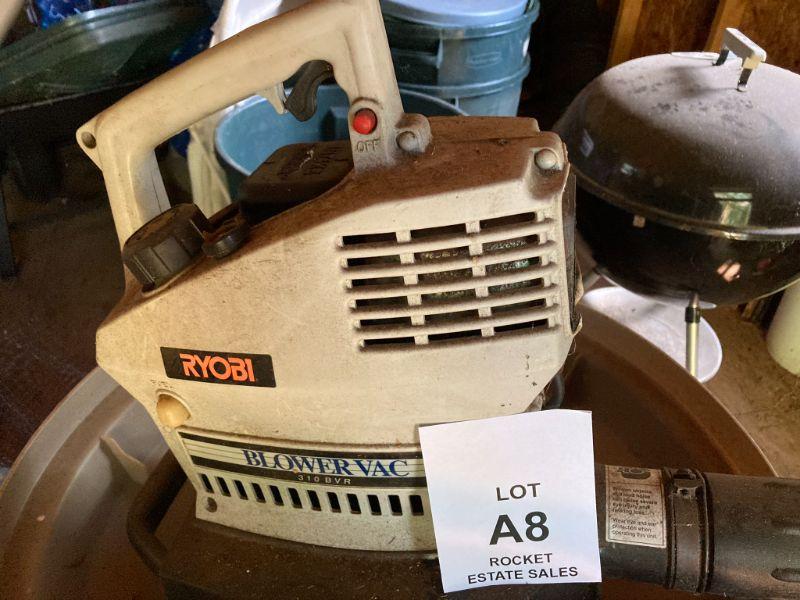 OFF
RYOBI
BLOWER VAC
310 BVR
LOT
A8
ROCKET
ESTATE SALES